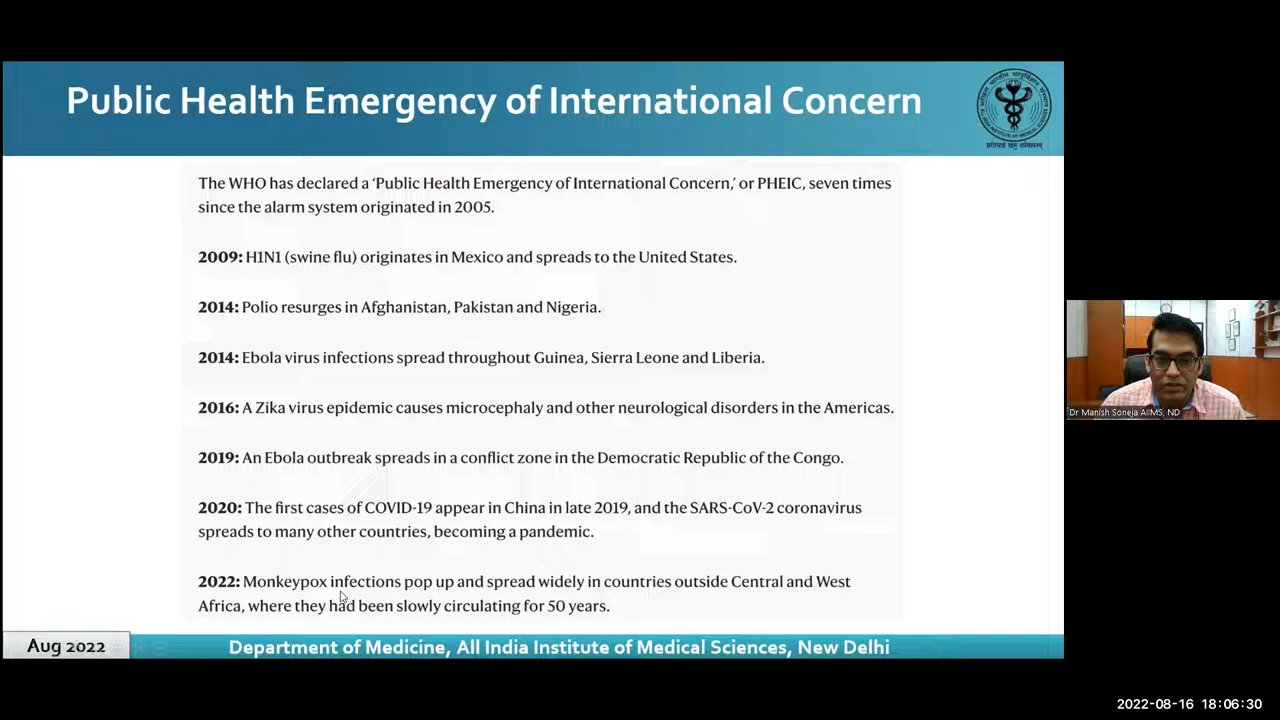 Public Health Emergency of International Concern
The WHO has declared a ‘Public Health Emergency of International Concern,’ or PHEIC, seven times
since the alarm system originated in 2005.
2009: H1N1 (swine flu) originates in Mexico and spreads to the United States.
2014: Polio resurges in Afghanistan, Pakistan and Nigeria.
2014: Ebola virus infections spread throughout Guinea, Sierra Leone and Liberia.
2016: A Zika virus epidemic causes microcephaly and other neurological disorders in the Americas.
2019: An Ebola outbreak spreads in a conflict zone in the Democratic Republic of the Congo.
2020: The first cases of COVID-19 appear in China in late 2019, and the SARS-CoV-2 coronavirus
spreads to many other countries, becoming a pandemic.
2022: Monkeypox infections pop up and spread widely in countries outside Central and West
Africa, where they had been slowly circulating for 50 years.
Aug 2022
Department of Medicine, All India Institute of Medical Sciences, New Delhi
Dr Manish Soneja AIIMS, ND
2022-08-16 18:06:30